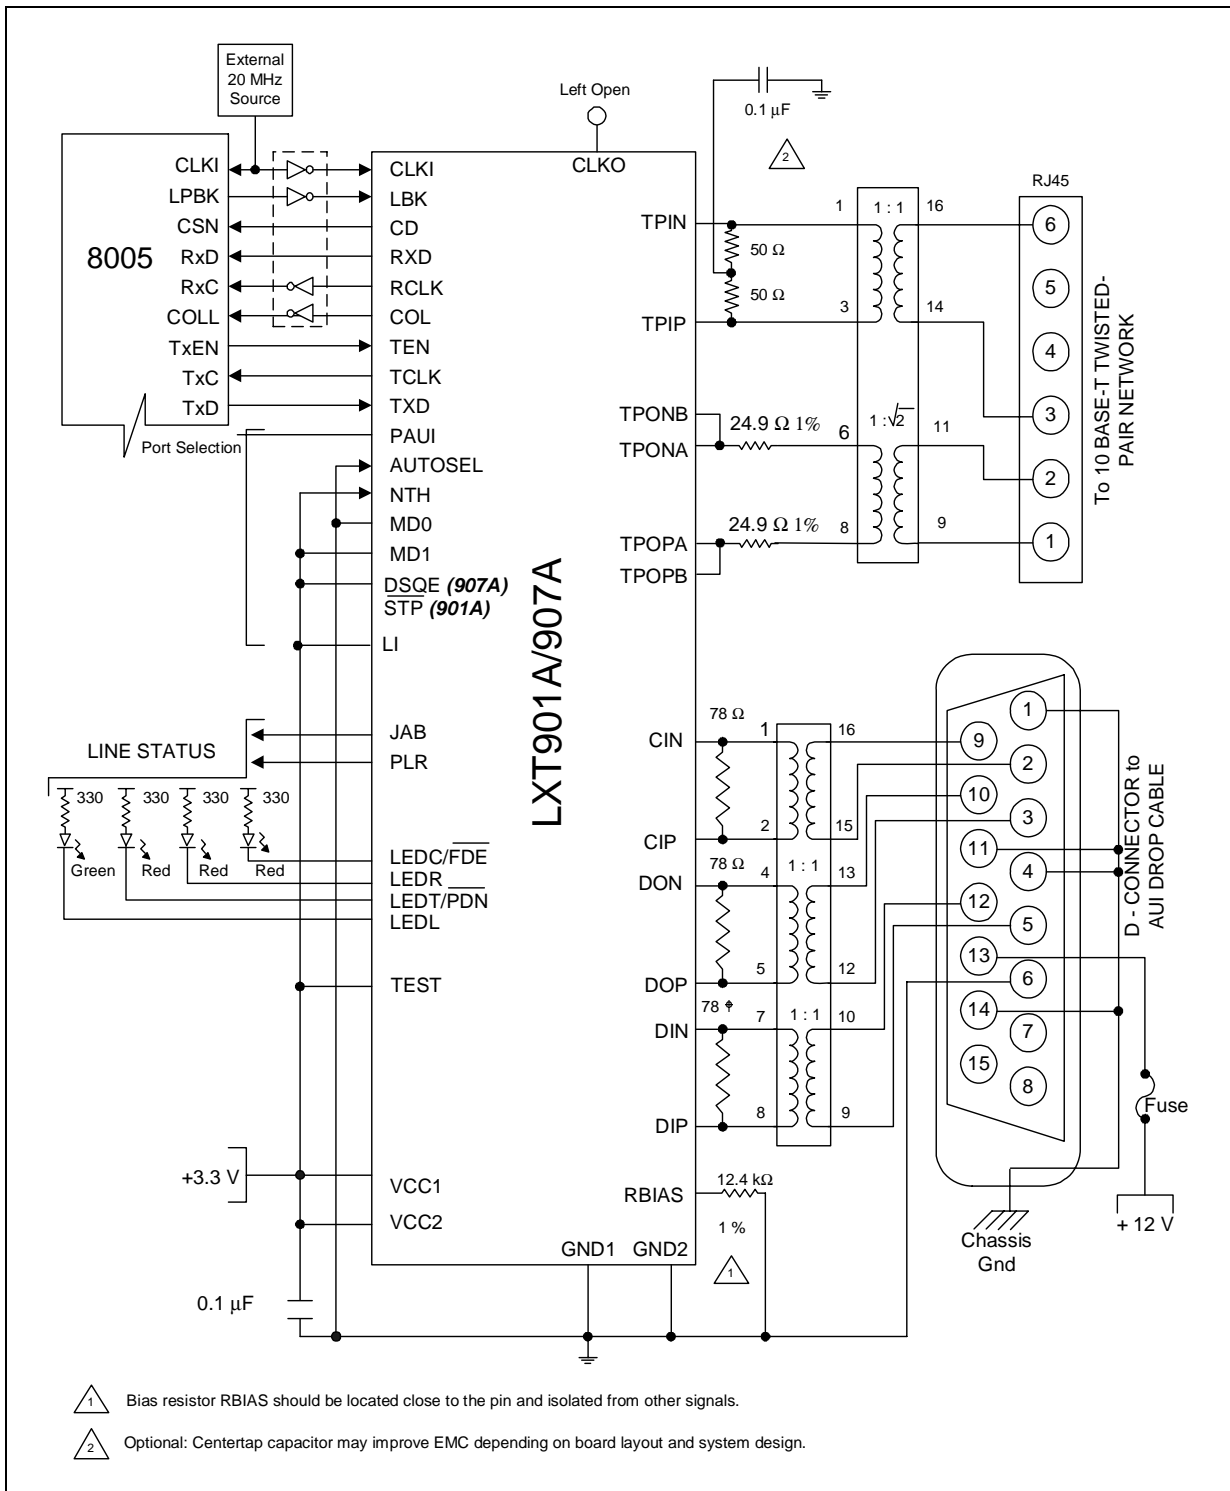 External
20 MHz
Source
Left Open
0.1 µF
2
CLKI
CLKI
CLKO
LPBK
LBK
CSN
CD
8005
RxD
RXD
RxC
RCLK
COLL
COL
TxEN
TEN
TxC
TCLK
TxD
TXD
Port Selection
PAUI
AUTOSEL
NTH
MD0
MD1
DSQE (907A)
STP (901A)
LI
LXT901A/907A
TPIN
50 Ω
50 Ω
TPIP
1
1 : 1
16
3
14
TPONB
TPONA
24.9 Ω 1%
6
1:√2
11
TPOPA
TPOPB
24.9 Ω 1%
8
9
RJ45
6
5
4
3
2
1
To 10 BASE-T TWISTED-
PAIR NETWORK
JAB
PLR
LINE STATUS
330
330
330
330
Green
Red
Red
Red
LEDC/FDE
LEDR
LEDT/PDN
LEDL
TEST
CIN
78 Ω
1
16
CIP
2
15
78 Ω
1 : 1
DON
4
13
DOP
5
12
78 ⌖
1 : 1
DIN
7
10
DIP
8
9
1
9
2
10
3
11
4
12
5
13
6
14
7
15
8
D - CONNECTOR to
AUI DROP CABLE
Fuse
+ 12 V
Chassis
Gnd
+3.3 V
VCC1
VCC2
RBIAS
12.4 kΩ
1 %
1
GND1
GND2
0.1 µF
1 Bias resistor RBIAS should be located close to the pin and isolated from other signals.
2 Optional: Centertap capacitor may improve EMC depending on board layout and system design.